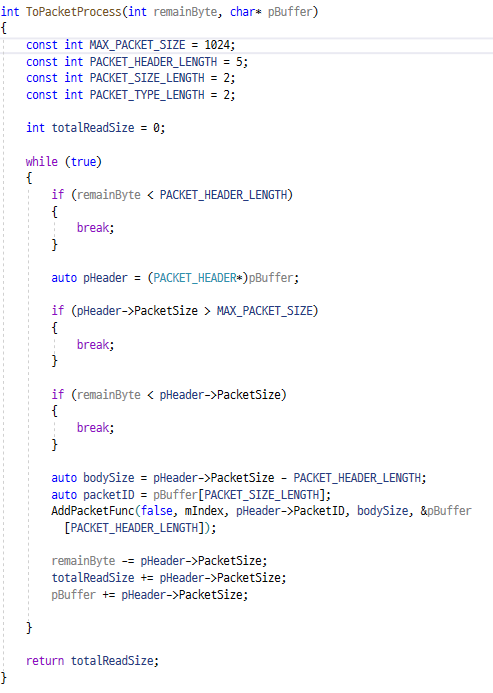 int ToPacketProcess(int remainByte, char* pBuffer)
{
    const int MAX_PACKET_SIZE = 1024;
    const int PACKET_HEADER_LENGTH = 5;
    const int PACKET_SIZE_LENGTH = 2;
    const int PACKET_TYPE_LENGTH = 2;

    int totalReadSize = 0;

    while (true)
    {
        if (remainByte < PACKET_HEADER_LENGTH)
        {
            break;
        }

        auto pHeader = (PACKET_HEADER*)pBuffer;

        if (pHeader->PacketSize > MAX_PACKET_SIZE)
        {
            break;
        }

        if (remainByte < pHeader->PacketSize)
        {
            break;
        }

        auto bodySize = pHeader->PacketSize - PACKET_HEADER_LENGTH;
        auto packetID = pBuffer[PACKET_SIZE_LENGTH];
        AddPacketFunc(false, mIndex, pHeader->PacketID, bodySize, &pBuffer
          [PACKET_HEADER_LENGTH]);

        remainByte -= pHeader->PacketSize;
        totalReadSize += pHeader->PacketSize;
        pBuffer += pHeader->PacketSize;

    }

    return totalReadSize;
}